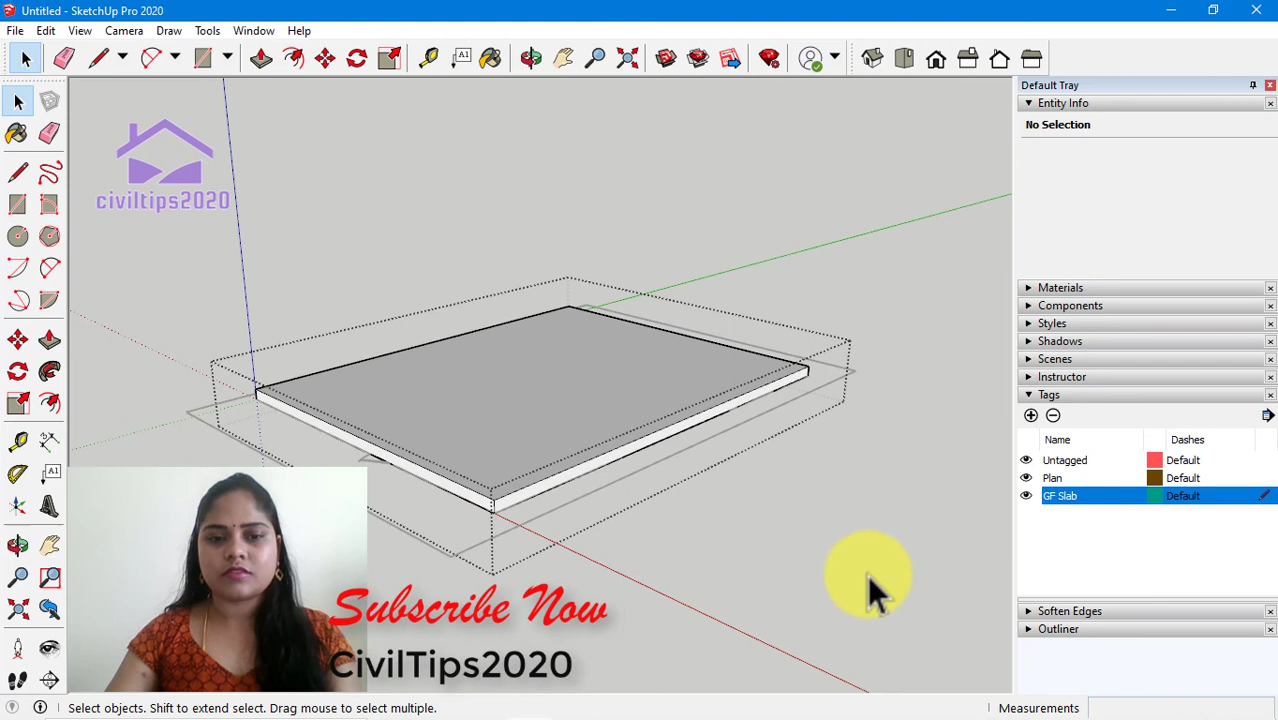 Untitled - SketchUp Pro 2020
File Edit View Camera Draw Tools Window Help
A1
Default Tray
Entity Info
No Selection
civiltips2020
Materials
Components
Styles
Shadows
Scenes
Instructor
Tags
Name Dashes
Untagged Default
Plan Default
GF Slab Default
A1
Soften Edges
Outliner
Subscribe Now
CivilTips2020
Select objects. Shift to extend select. Drag mouse to select multiple.
Measurements